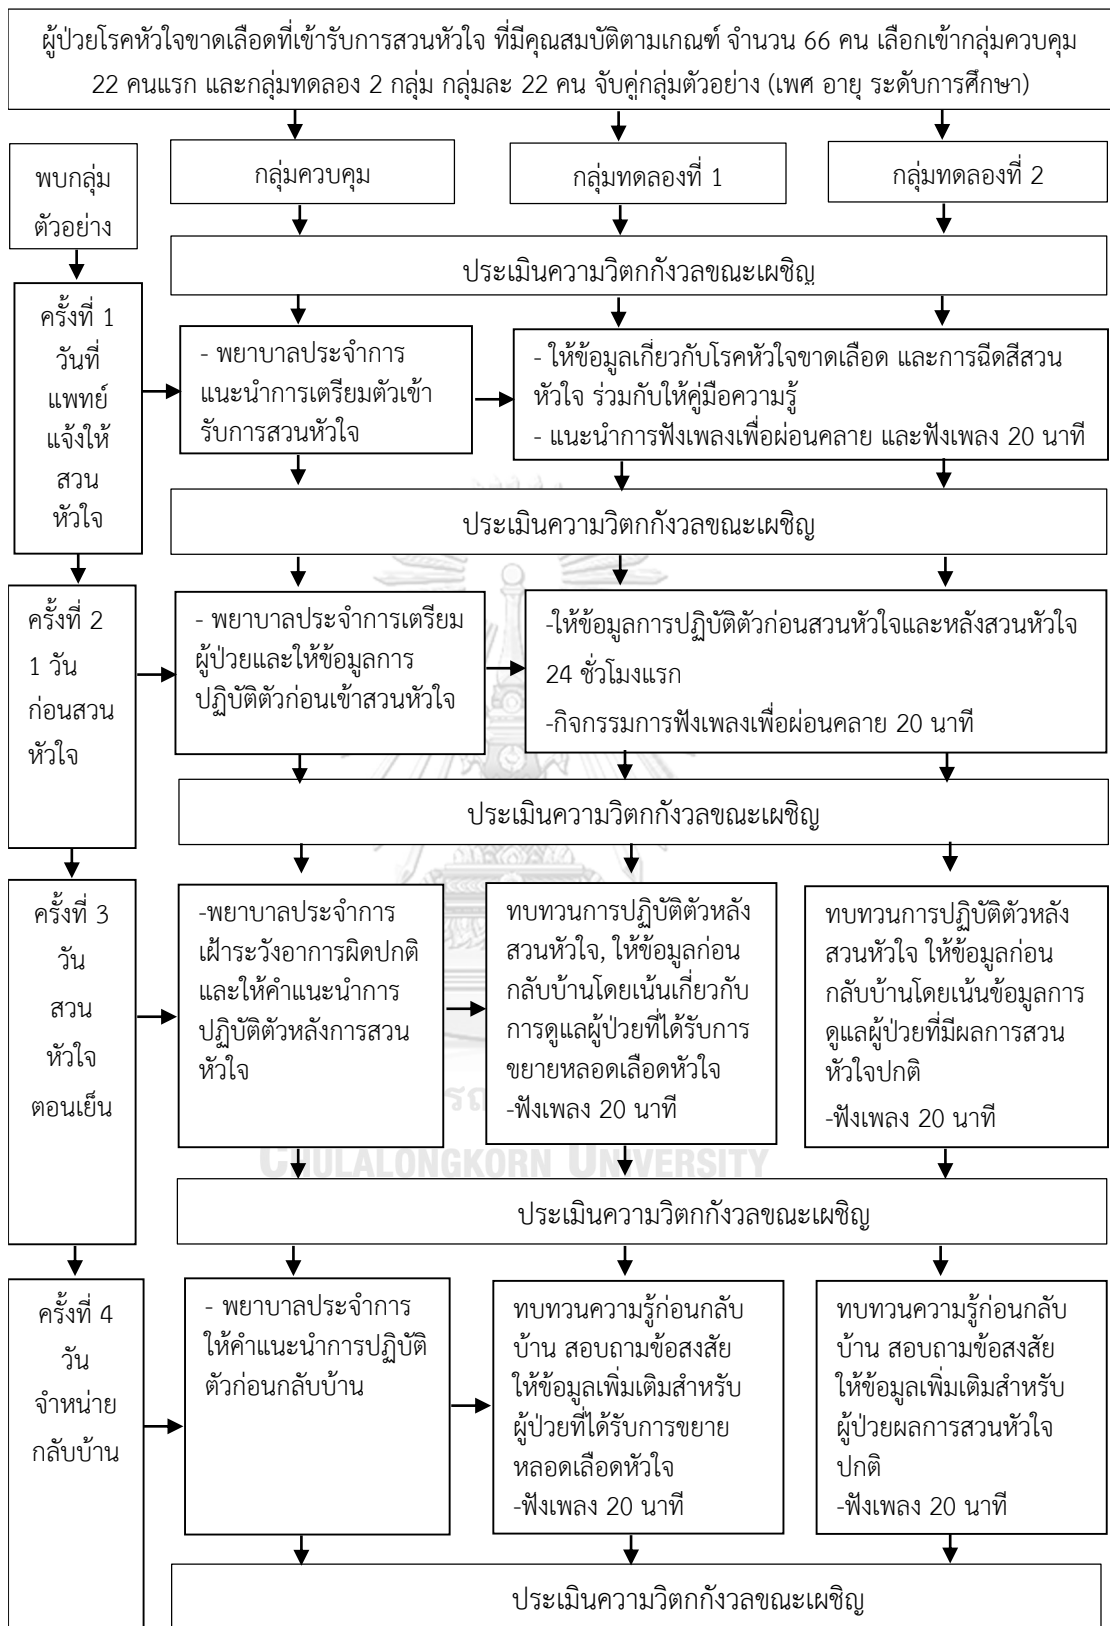 ผู้ป่วยโรคหัวใจขาดเลือดที่เข้ารับการสวนหัวใจ ที่มีคุณสมบัติตามเกณฑ์ จำนวน 66 คน เลือกเข้ากลุ่มควบคุม
22 คนแรก และกลุ่มทดลอง 2 กลุ่ม กลุ่มละ 22 คน จับคู่กลุ่มตัวอย่าง (เพศ อายุ ระดับการศึกษา)
พบกลุ่ม
ตัวอย่าง
กลุ่มควบคุม
กลุ่มทดลองที่ 1
กลุ่มทดลองที่ 2
ประเมินความวิตกกังวลขณะเผชิญ
ครั้งที่ 1
วันที่
แพทย์
แจ้งให้
สวน
หัวใจ
- พยาบาลประจำการ
แนะนำการเตรียมตัวเข้า
รับการสวนหัวใจ
- ให้ข้อมูลเกี่ยวกับโรคหัวใจขาดเลือด และการฉีดสีสวน
หัวใจ ร่วมกับให้คู่มือความรู้
- แนะนำการฟังเพลงเพื่อผ่อนคลาย และฟังเพลง 20 นาที
ประเมินความวิตกกังวลขณะเผชิญ
ครั้งที่ 2
1 วัน
ก่อนสวน
หัวใจ
- พยาบาลประจำการเตรียม
ผู้ป่วยและให้ข้อมูลการ
ปฏิบัติตัวก่อนเข้าสวนหัวใจ
-ให้ข้อมูลการปฏิบัติตัวก่อนสวนหัวใจและหลังสวนหัวใจ
24 ชั่วโมงแรก
-กิจกรรมการฟังเพลงเพื่อผ่อนคลาย 20 นาที
ประเมินความวิตกกังวลขณะเผชิญ
ครั้งที่ 3
วัน
สวน
หัวใจ
ตอนเย็น
-พยาบาลประจำการ
เฝ้าระวังอาการผิดปกติ
และให้คำแนะนำการ
ปฏิบัติตัวหลังการสวน
หัวใจ
ทบทวนการปฏิบัติตัวหลัง
สวนหัวใจ, ให้ข้อมูลก่อน
กลับบ้านโดยเน้นเกี่ยวกับ
การดูแลผู้ป่วยที่ได้รับการ
ขยายหลอดเลือดหัวใจ
-ฟังเพลง 20 นาที
ทบทวนการปฏิบัติตัวหลัง
สวนหัวใจ ให้ข้อมูลก่อน
กลับบ้านโดยเน้นข้อมูลการ
ดูแลผู้ป่วยที่มีผลการสวน
หัวใจปกติ
-ฟังเพลง 20 นาที
CHULALONGKORN UNIVERSITY
ประเมินความวิตกกังวลขณะเผชิญ
ครั้งที่ 4
วัน
จำหน่าย
กลับบ้าน
- พยาบาลประจำการ
ให้คำแนะนำการปฏิบัติ
ตัวก่อนกลับบ้าน
ทบทวนความรู้ก่อนกลับ
บ้าน สอบถามข้อสงสัย
ให้ข้อมูลเพิ่มเติมสำหรับ
ผู้ป่วยที่ได้รับการขยาย
หลอดเลือดหัวใจ
-ฟังเพลง 20 นาที
ทบทวนความรู้ก่อนกลับ
บ้าน สอบถามข้อสงสัย
ให้ข้อมูลเพิ่มเติมสำหรับ
ผู้ป่วยผลการสวนหัวใจ
ปกติ
-ฟังเพลง 20 นาที
ประเมินความวิตกกังวลขณะเผชิญ